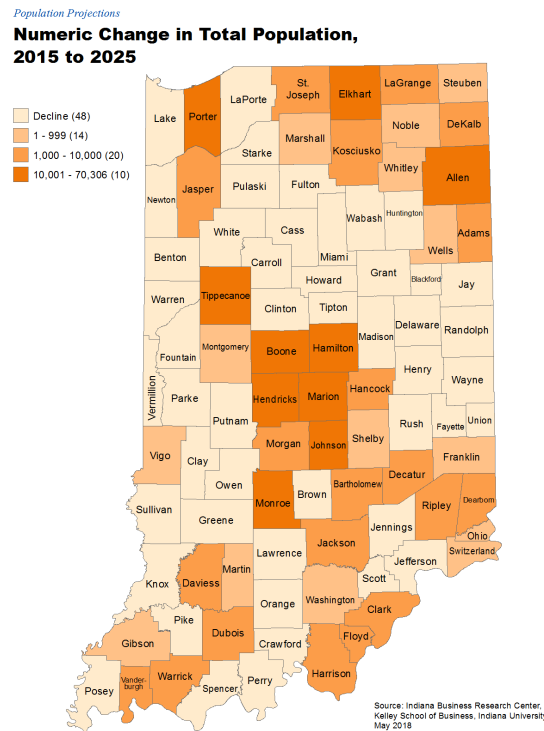 Population Projections
Numeric Change in Total Population,
2015 to 2025
Decline (48)
1 - 999 (14)
1,000 - 10,000 (20)
10,001 - 70,306 (10)
Lake
Porter
LaPorte
St.
Joseph
Elkhart
LaGrange
Steuben
Noble
DeKalb
Marshall
Kosciusko
Starke
Whitley
Allen
Newton
Jasper
Pulaski
Fulton
Wabash
Huntington
Wells
Adams
White
Cass
Miami
Benton
Carroll
Howard
Grant
Blackford
Jay
Warren
Tippecanoe
Clinton
Tipton
Madison
Delaware
Randolph
Fountain
Montgomery
Boone
Hamilton
Henry
Wayne
Vermillion
Parke
Putnam
Hendricks
Marion
Hancock
Rush
Fayette
Union
Vigo
Clay
Morgan
Johnson
Shelby
Franklin
Owen
Monroe
Brown
Bartholomew
Decatur
Ripley
Dearborn
Sullivan
Greene
Jennings
Ohio
Switzerland
Lawrence
Jackson
Jefferson
Scott
Knox
Daviess
Martin
Orange
Washington
Clark
Pike
Gibson
Dubois
Crawford
Floyd
Harrison
Posey
Vander-
burgh
Warrick
Spencer
Perry
Source: Indiana Business Research Center,
Kelley School of Business, Indiana University
May 2018